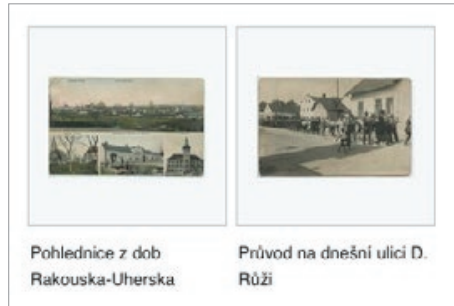 Pohlednice z dob
Rakouska-Uherska
Průvod na dnešní ulici D.
Růži